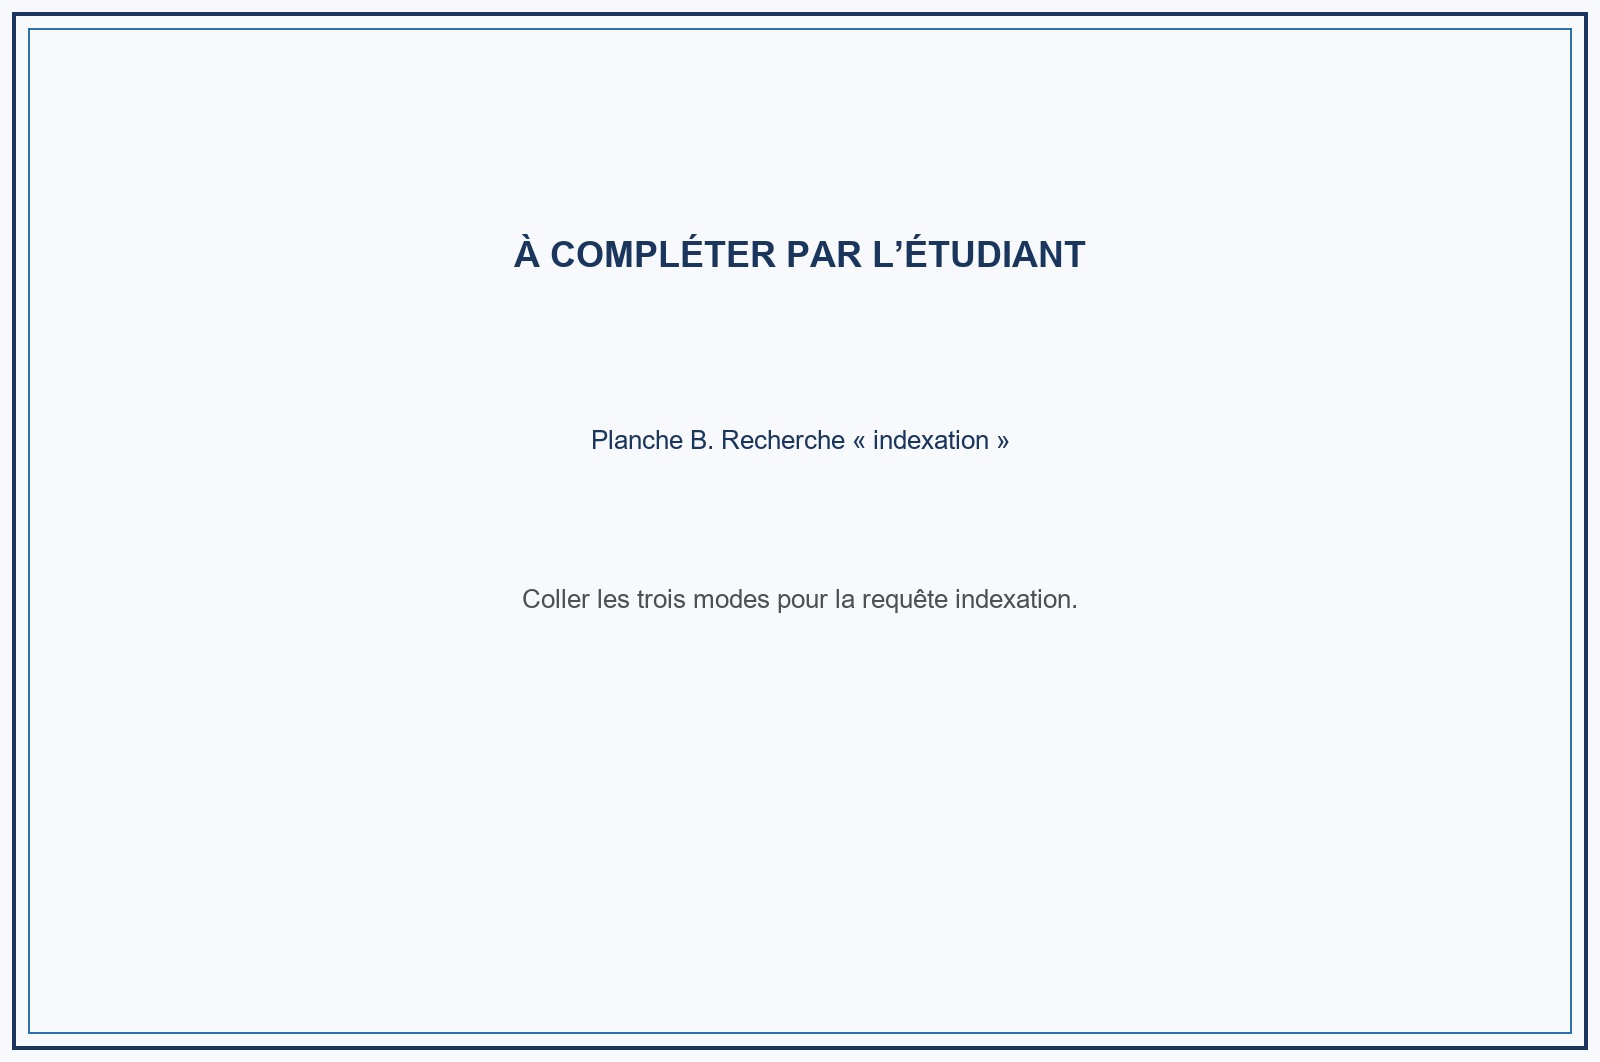 À COMPLÉTER PAR L’ÉTUDIANT
Planche B. Recherche « indexation »
Coller les trois modes pour la requête indexation.